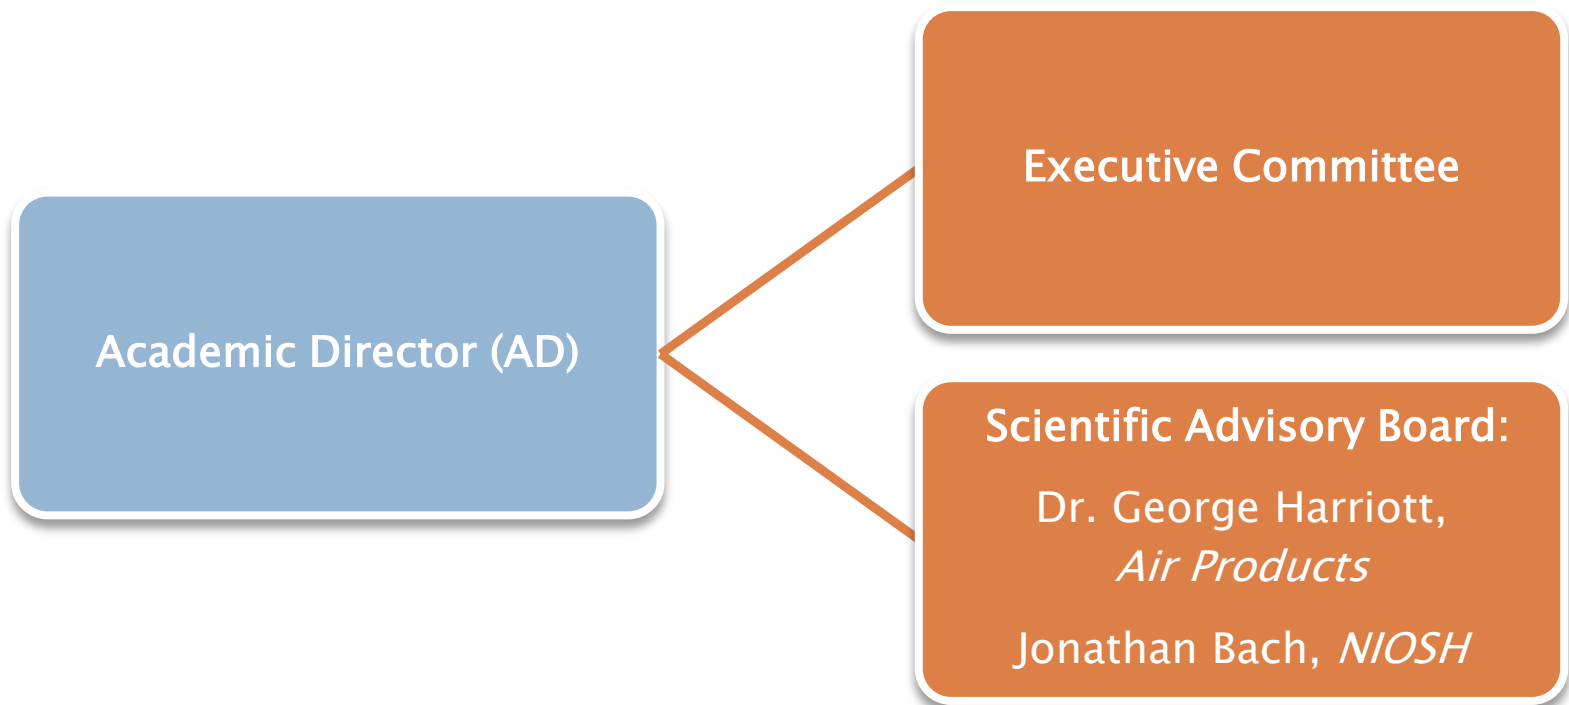 Executive Committee
Academic Director (AD)
Scientific Advisory Board:
Dr. George Harriott,
Air Products
Jonathan Bach, NIOSH